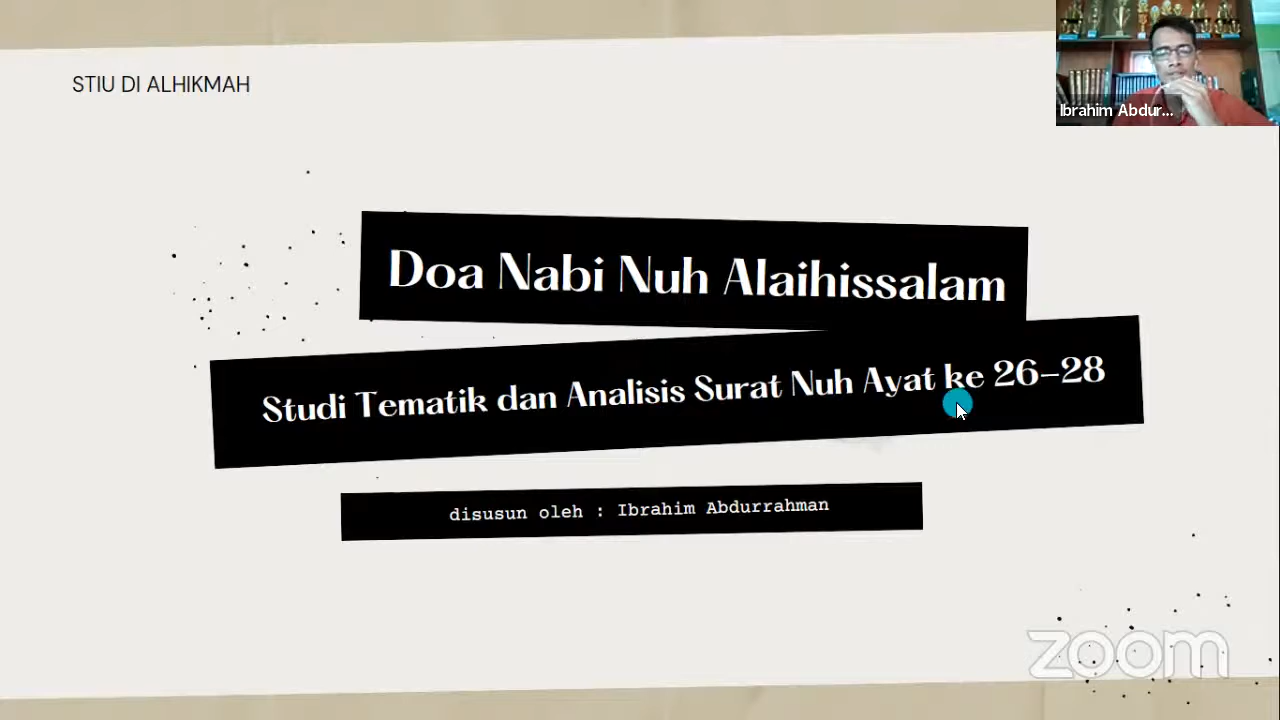 STIU DI ALHIKMAH
Ibrahim Abdur...
Doa Nabi Nuh Alaihissalam
Studi Tematik dan Analisis Surat Nuh Ayat ke 26-28
disusun oleh : Ibrahim Abdurrahman
zoom